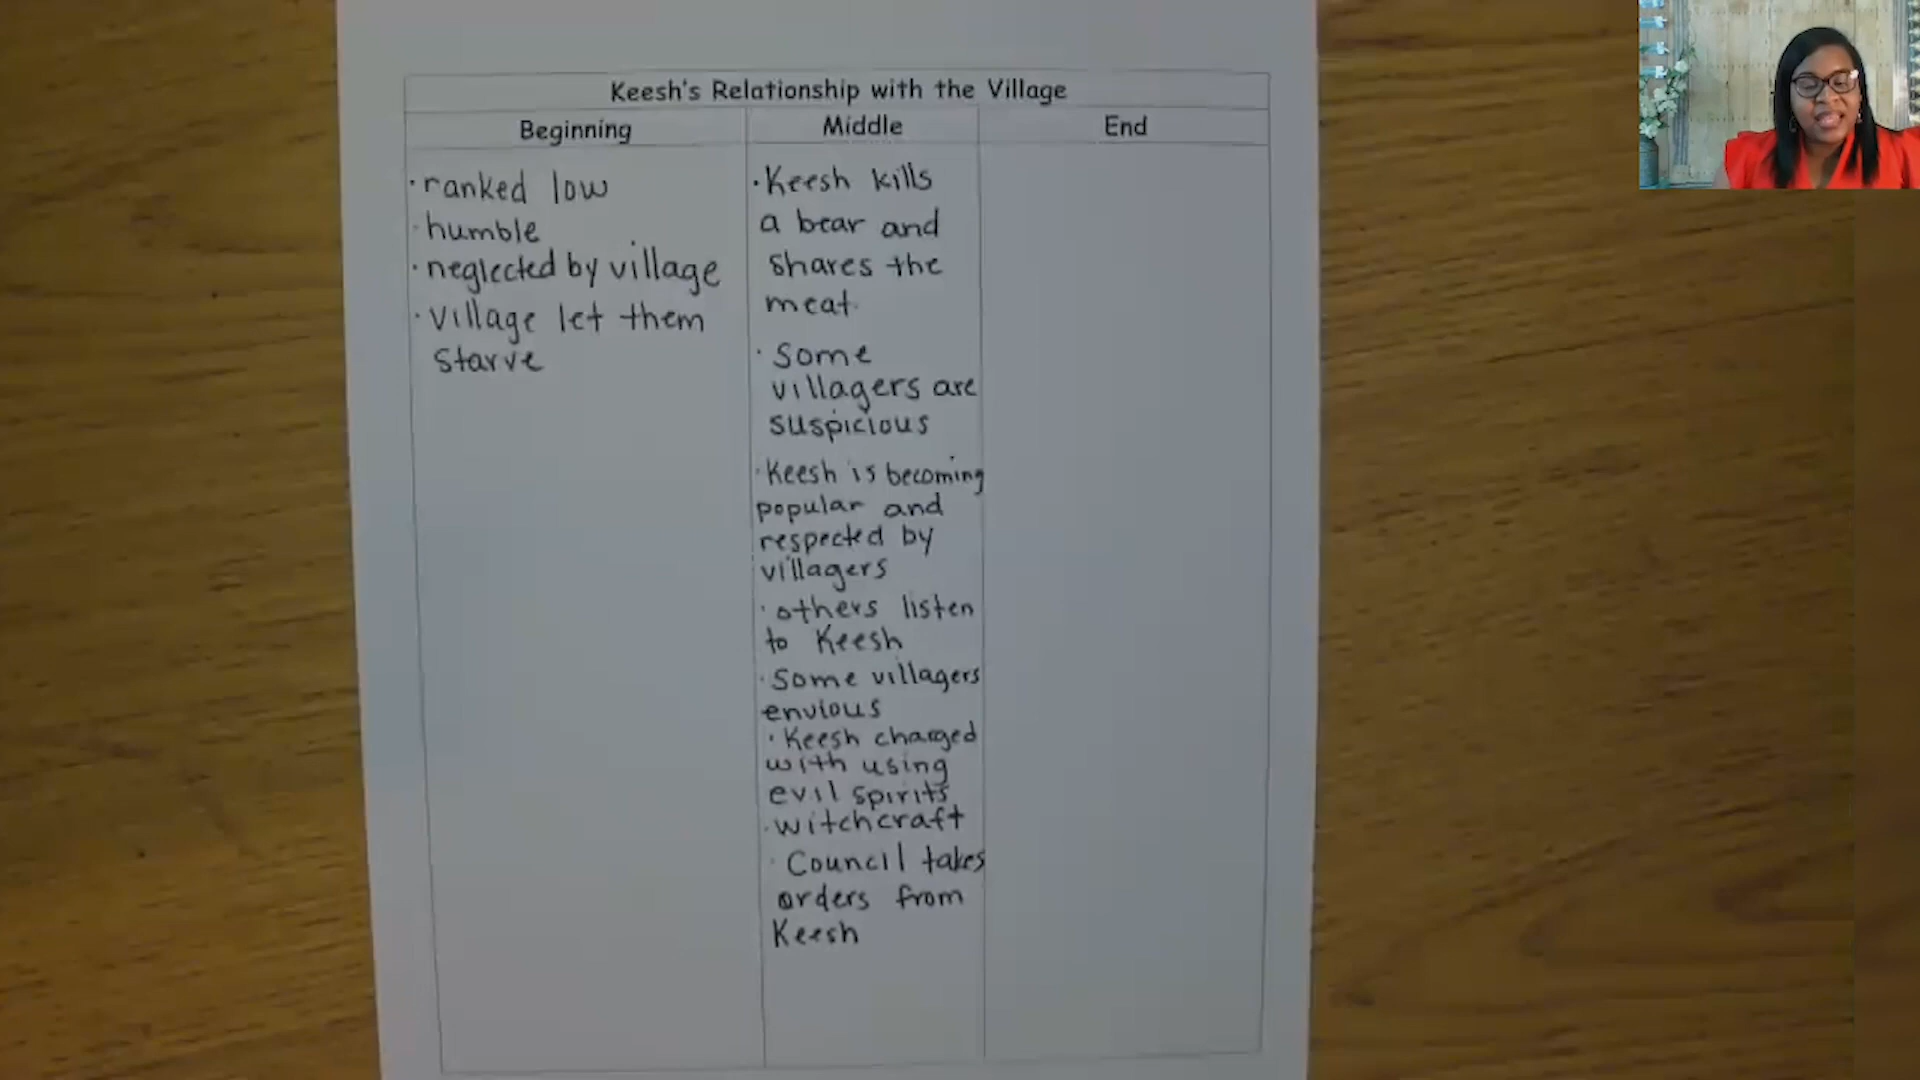 Keesh's Relationship with the Village
Beginning
Middle
End
· ranked low
· humble
· neglected by village
· village let them
starve
· Keesh kills
a bear and
shares the
meat.
· Some
villagers are
suspicious
· Keesh is becoming
popular and
respected by
villagers
· others listen
to Keesh
· Some villagers
envious
· Keesh charged
with using
evil spirits
· witchcraft
· Council takes
orders from
Keesh